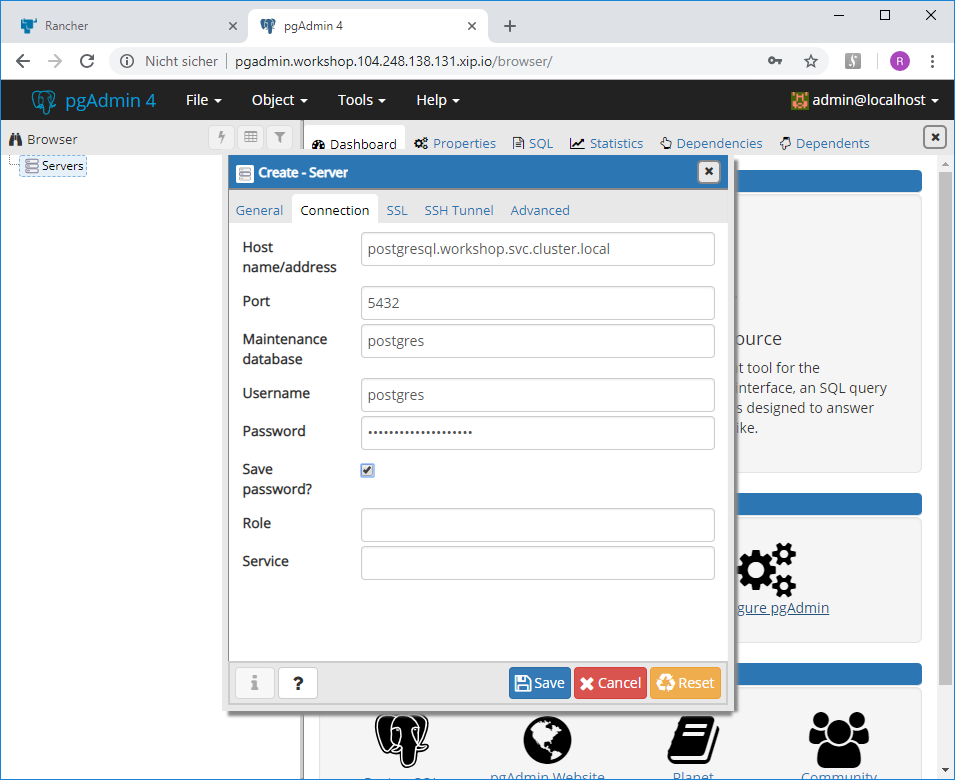 Rancher
pgAdmin 4
Nicht sicher
pgadmin.workshop.104.248.138.131.xip.io/browser/
R
pgAdmin 4
File
Object
Tools
Help
admin@localhost
Browser
Dashboard
Properties
SQL
Statistics
Dependencies
Dependents
Servers
Create - Server
General
Connection
SSL
SSH Tunnel
Advanced
Host
name/address
postgresql.workshop.svc.cluster.local
Port
5432
Maintenance
database
postgres
Username
postgres
Password
••••••••••••••••••••
Save
password?
Role
Service
i
?
Save
Cancel
Reset
ource
t tool for the
nterface, an SQL query
s designed to answer
ike.
gure pgAdmin
pgAdmin Website
Planet
Community